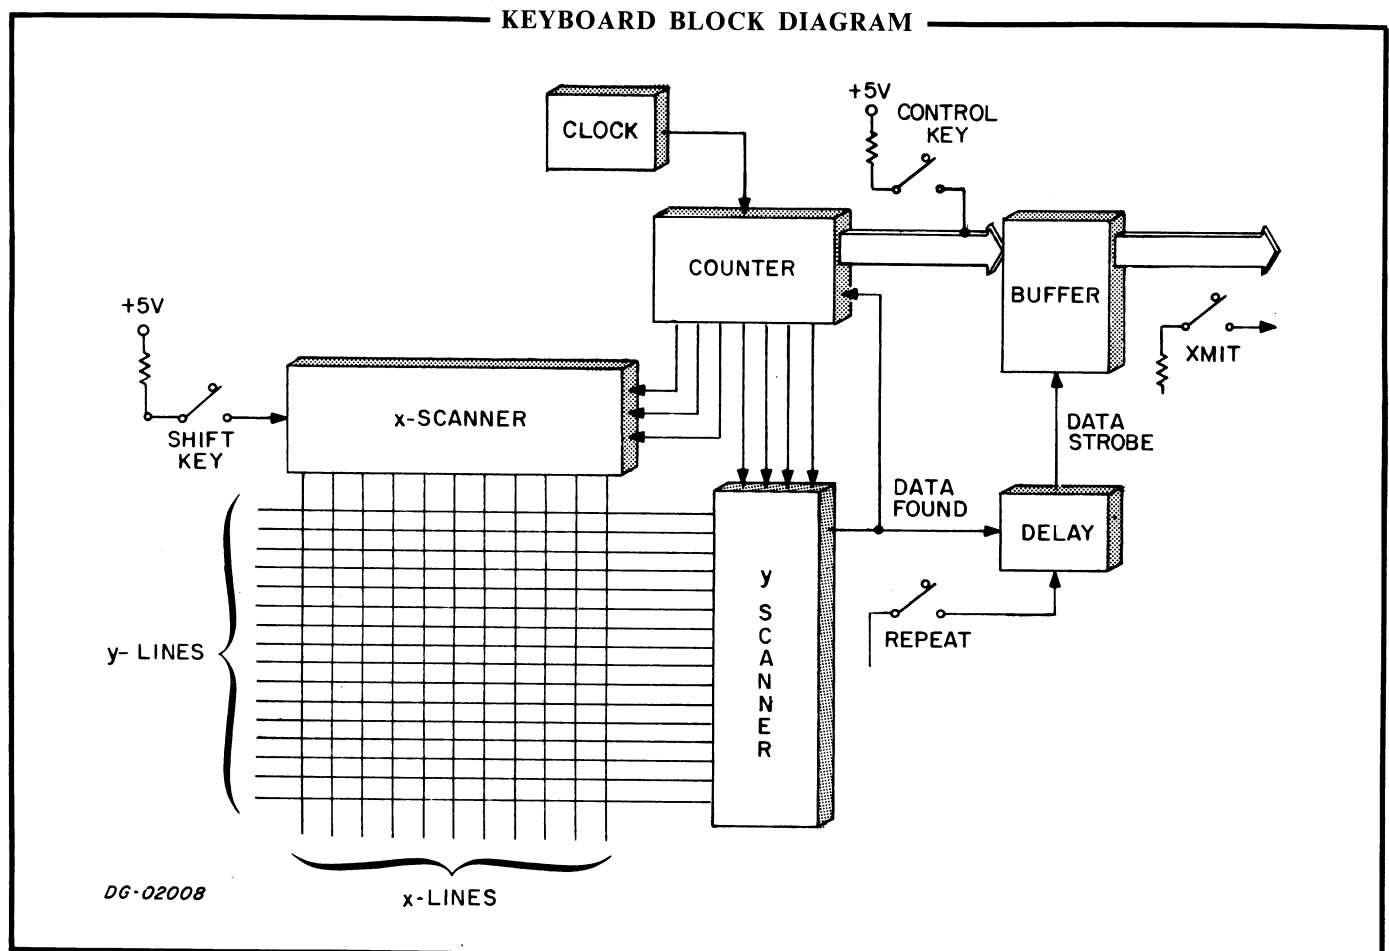 KEYBOARD BLOCK DIAGRAM
CLOCK
+5V
CONTROL
KEY
COUNTER
BUFFER
+5V
XMIT
x-SCANNER
SHIFT
KEY
DATA
STROBE
DATA
FOUND
DELAY
y
SCANNER
REPEAT
y- LINES
DG-02008
x-LINES